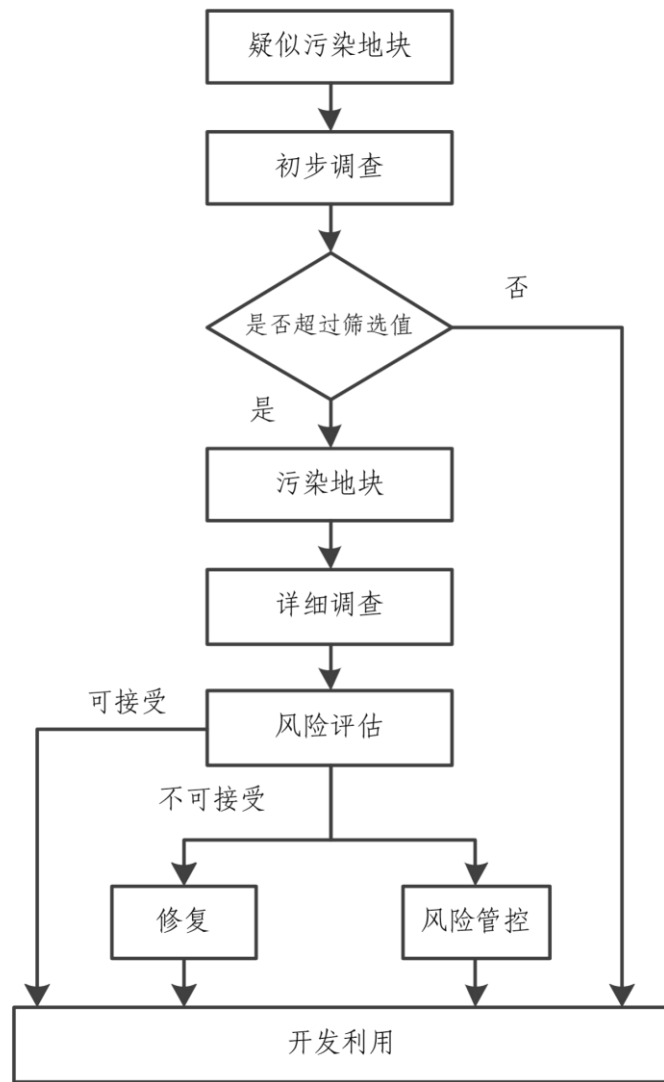 疑似污染地块
初步调查
否
是否超过筛选值
是
污染地块
详细调查
可接受
风险评估
不可接受
修复
风险管控
开发利用